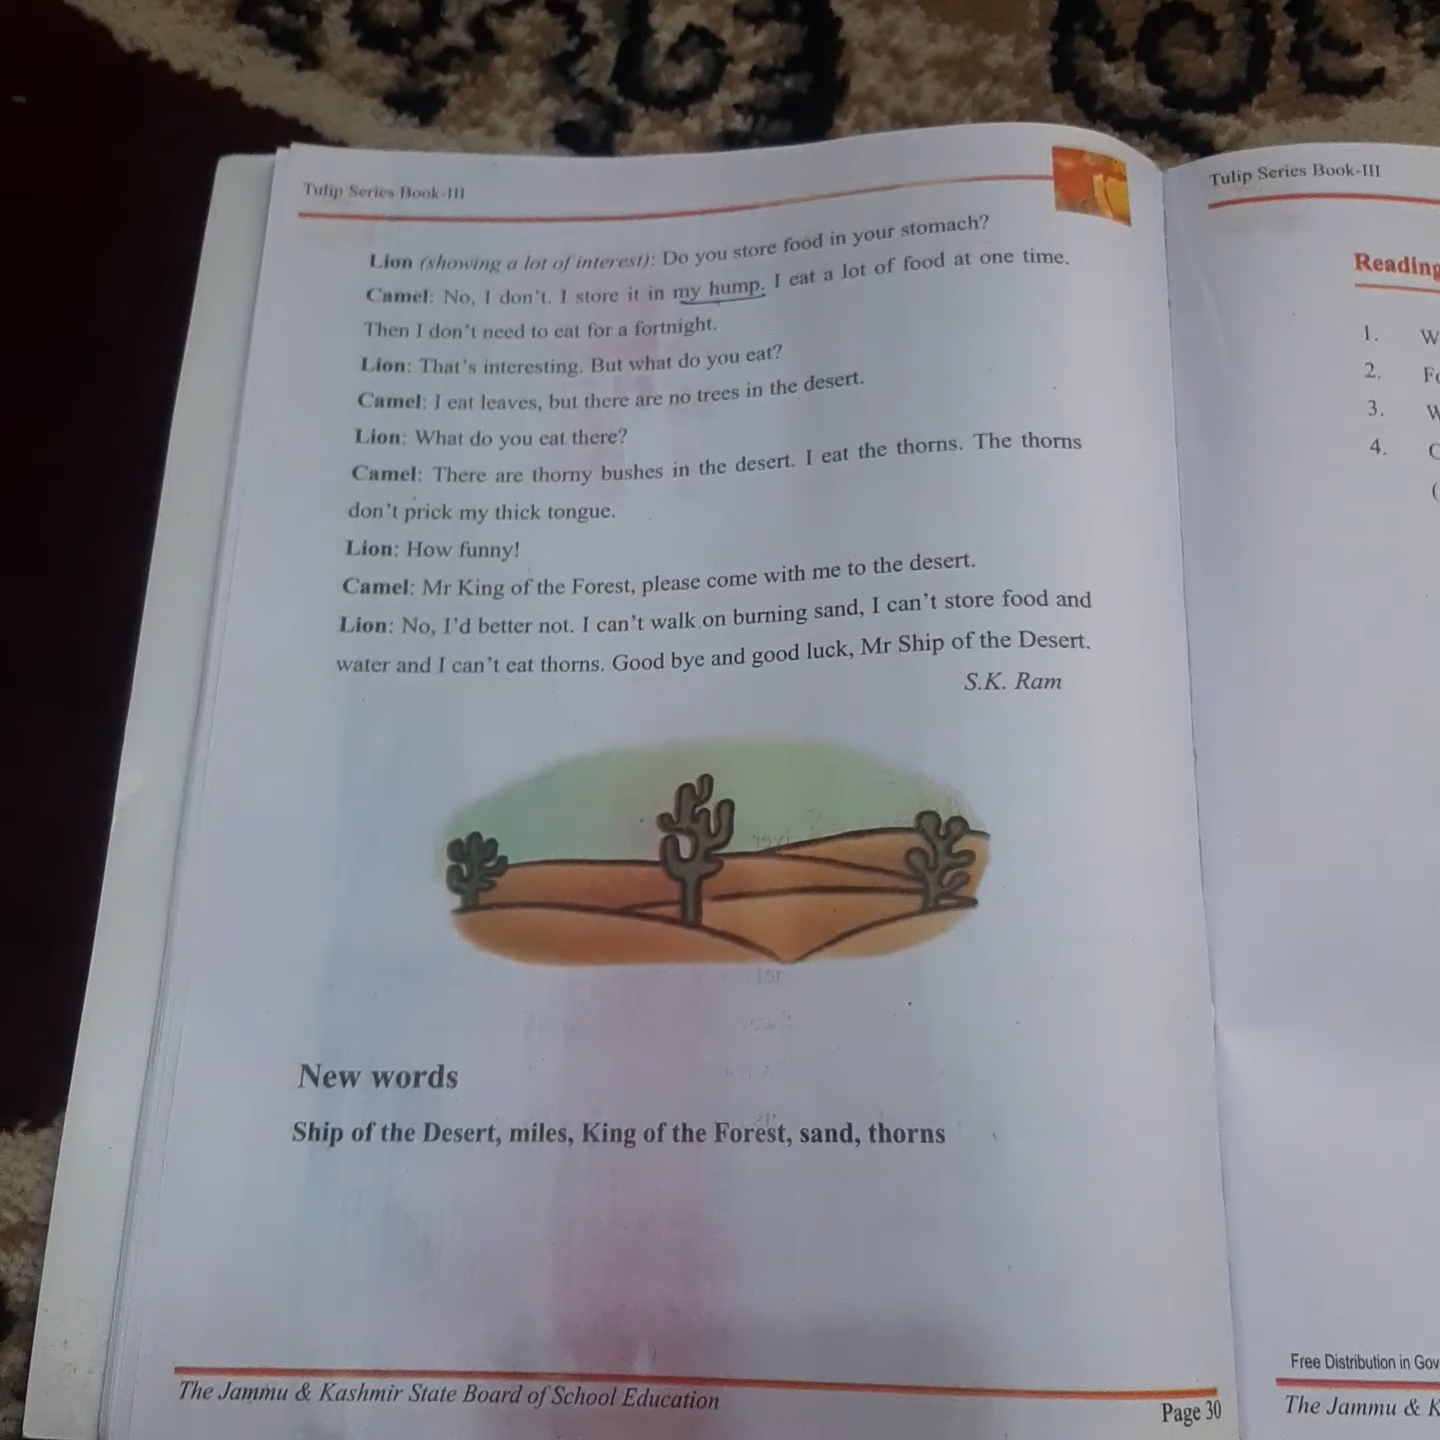 Tulip Series Book-III
Lion (showing a lot of interest): Do you store food in your stomach?
Camel: No, I don't. I store it in my hump. I eat a lot of food at one time.
Then I don't need to eat for a fortnight.
Lion: That's interesting. But what do you eat?
Camel: I eat leaves, but there are no trees in the desert.
Lion: What do you eat there?
Camel: There are thorny bushes in the desert. I eat the thorns. The thorns
don't prick my thick tongue.
Lion: How funny!
Camel: Mr King of the Forest, please come with me to the desert.
Lion: No, I'd better not. I can't walk on burning sand, I can't store food and
water and I can't eat thorns. Good bye and good luck, Mr Ship of the Desert.
S.K. Ram
New words
Ship of the Desert, miles, King of the Forest, sand, thorns
The Jammu & Kashmir State Board of School Education
Page 30
Tulip Series Book-III
Reading
1.
2.
3.
4.
Free Distribution in
The Jammu &